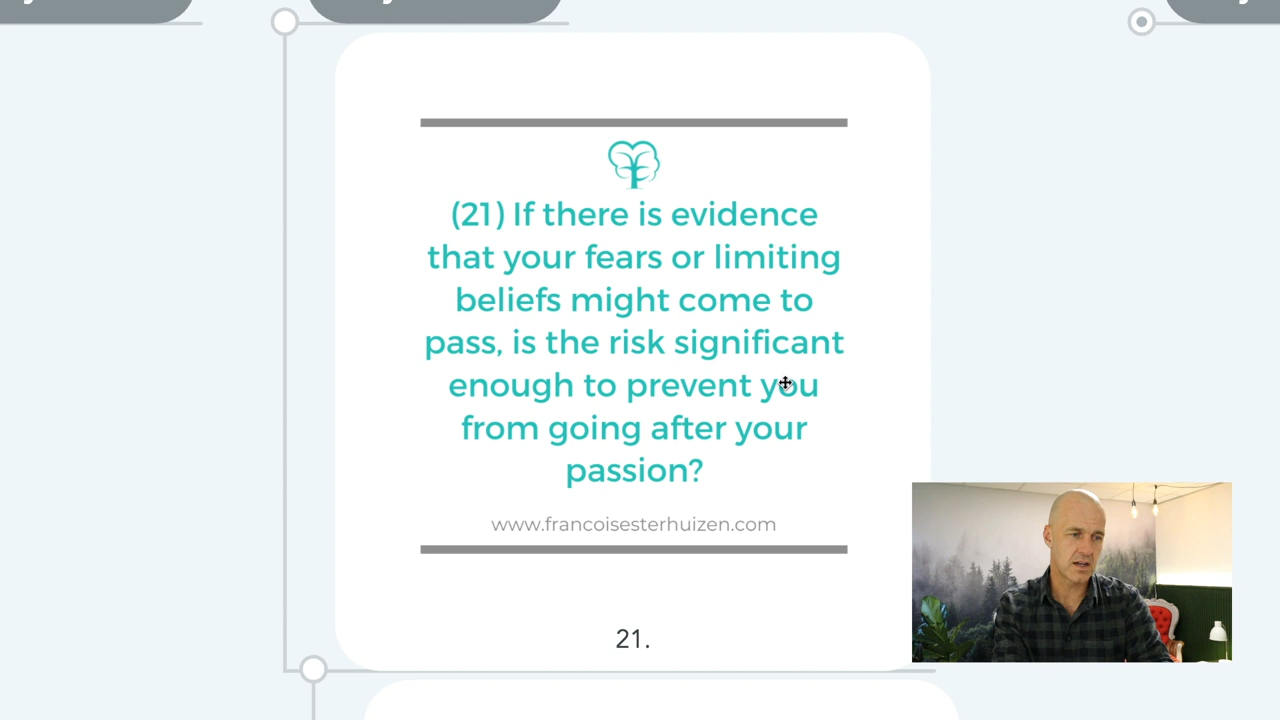 (21) If there is evidence
that your fears or limiting
beliefs might come to
pass, is the risk significant
enough to prevent you
from going after your
passion?
www.francoisesterhuizen.com
21.